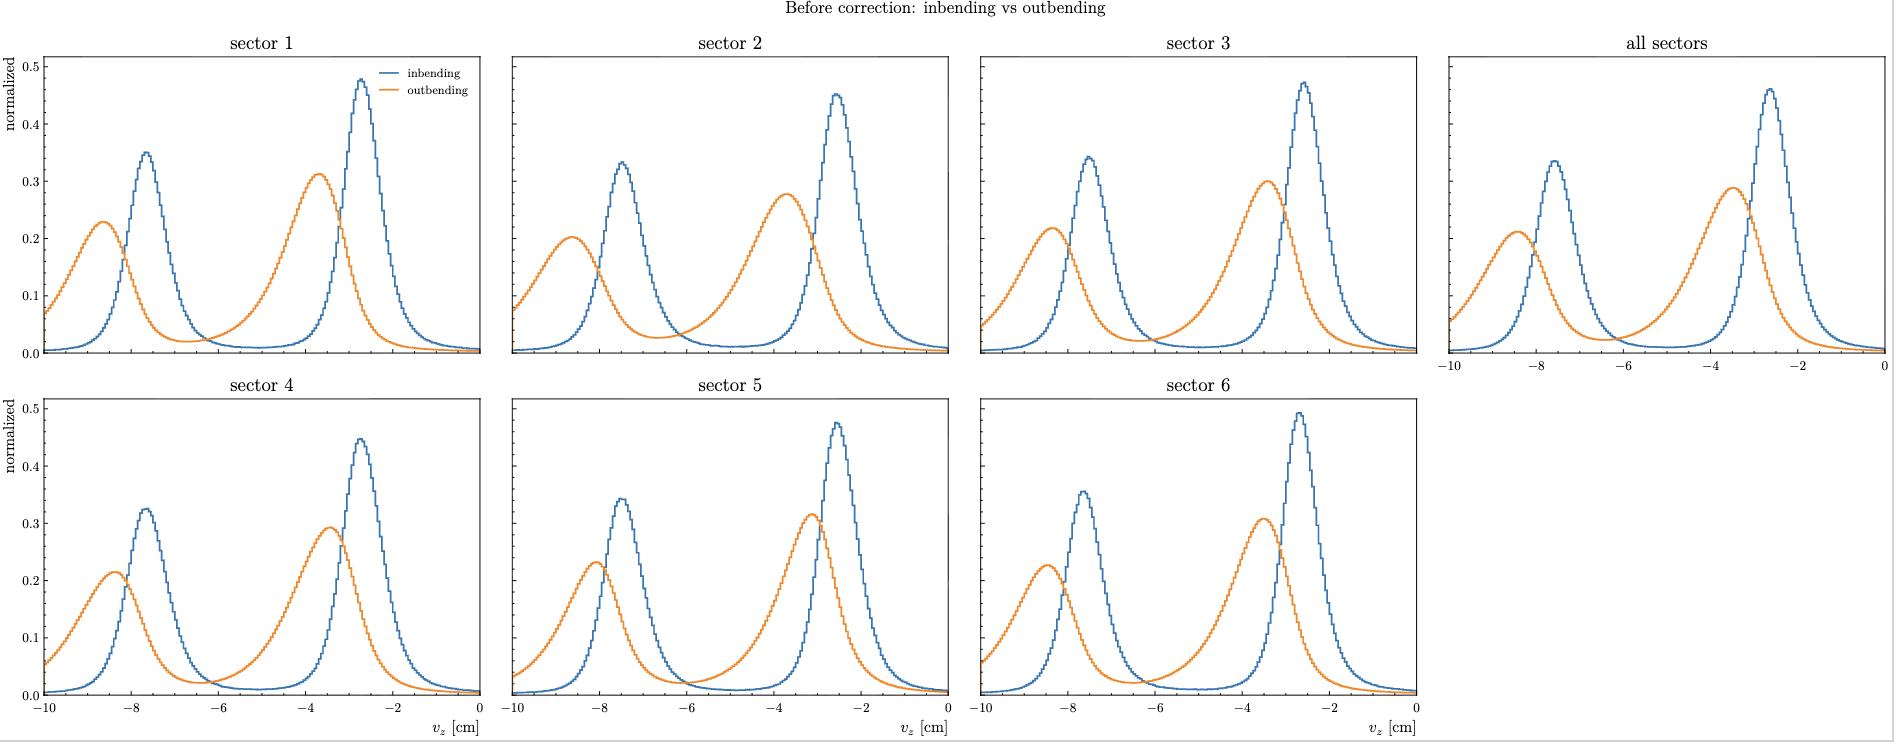 Before correction: inbending vs outbending
sector 1
sector 2
sector 3
all sectors
normalized
0.5
0.4
0.3
0.2
0.1
0.0
inbending
outbending
−10
−8
−6
−4
−2
0
sector 4
sector 5
sector 6
normalized
0.5
0.4
0.3
0.2
0.1
0.0
−10
−8
−6
−4
−2
0
−10
−8
−6
−4
−2
0
−10
−8
−6
−4
−2
0
v_z [cm]
v_z [cm]
v_z [cm]